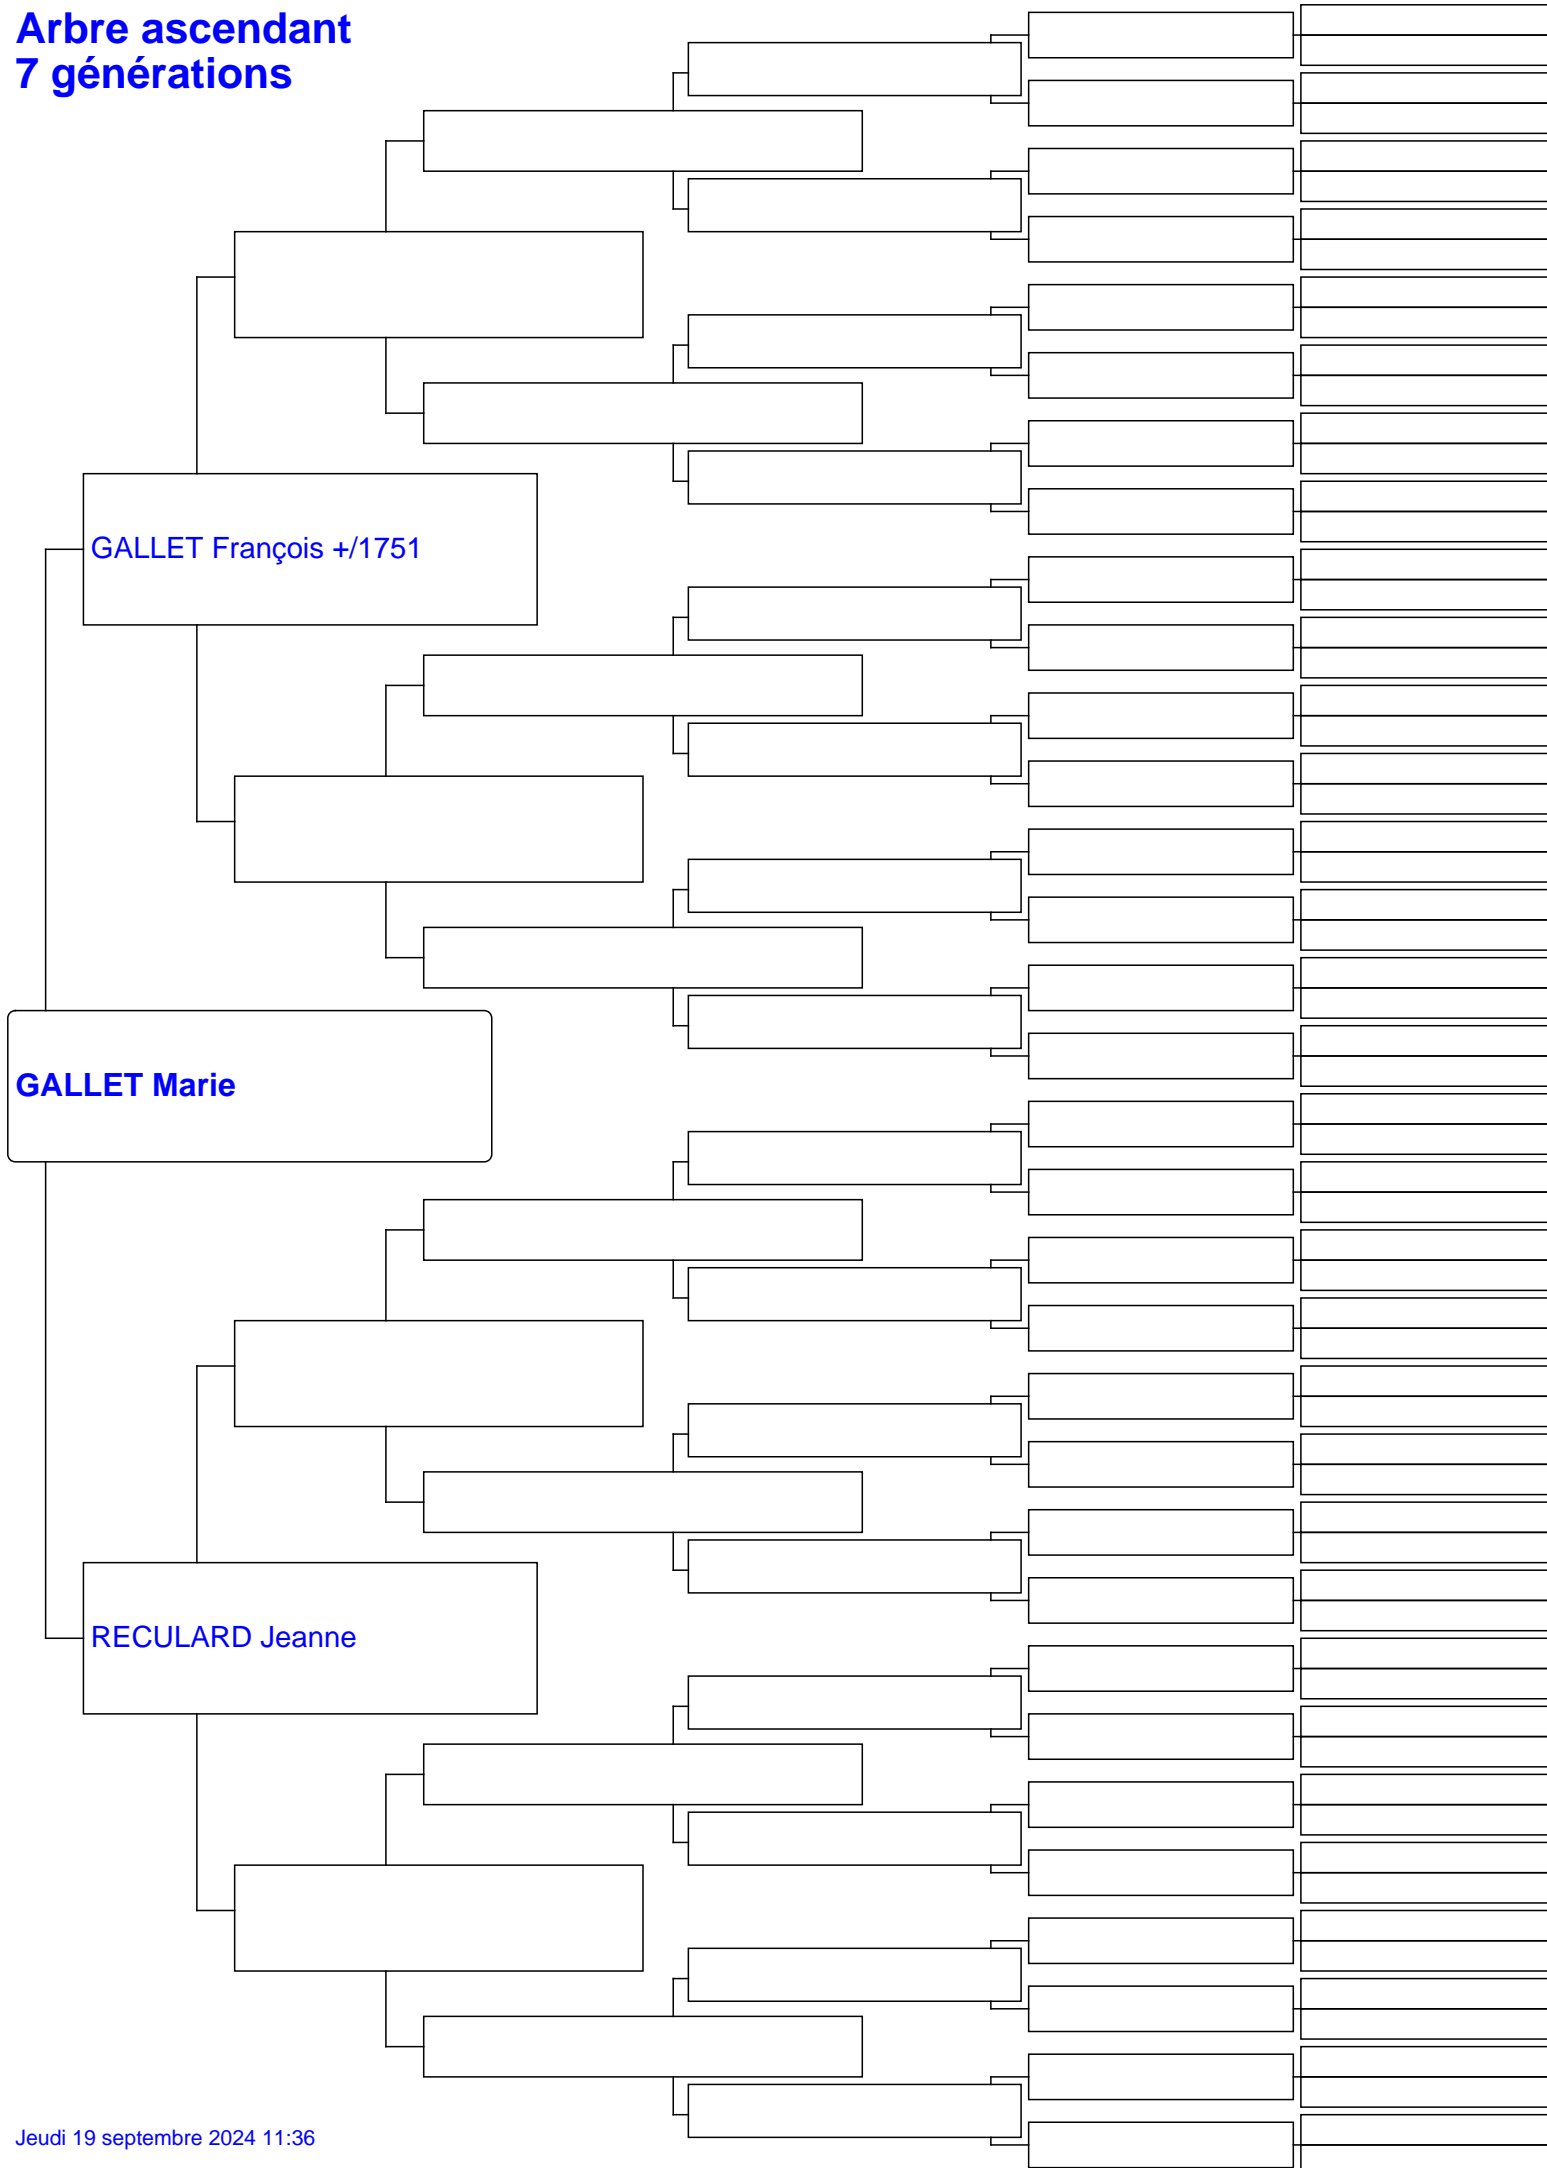 Arbre ascendant
7 générations
GALLET François +/1751
GALLET Marie
RECULARD Jeanne
Jeudi 19 septembre 2024 11:36